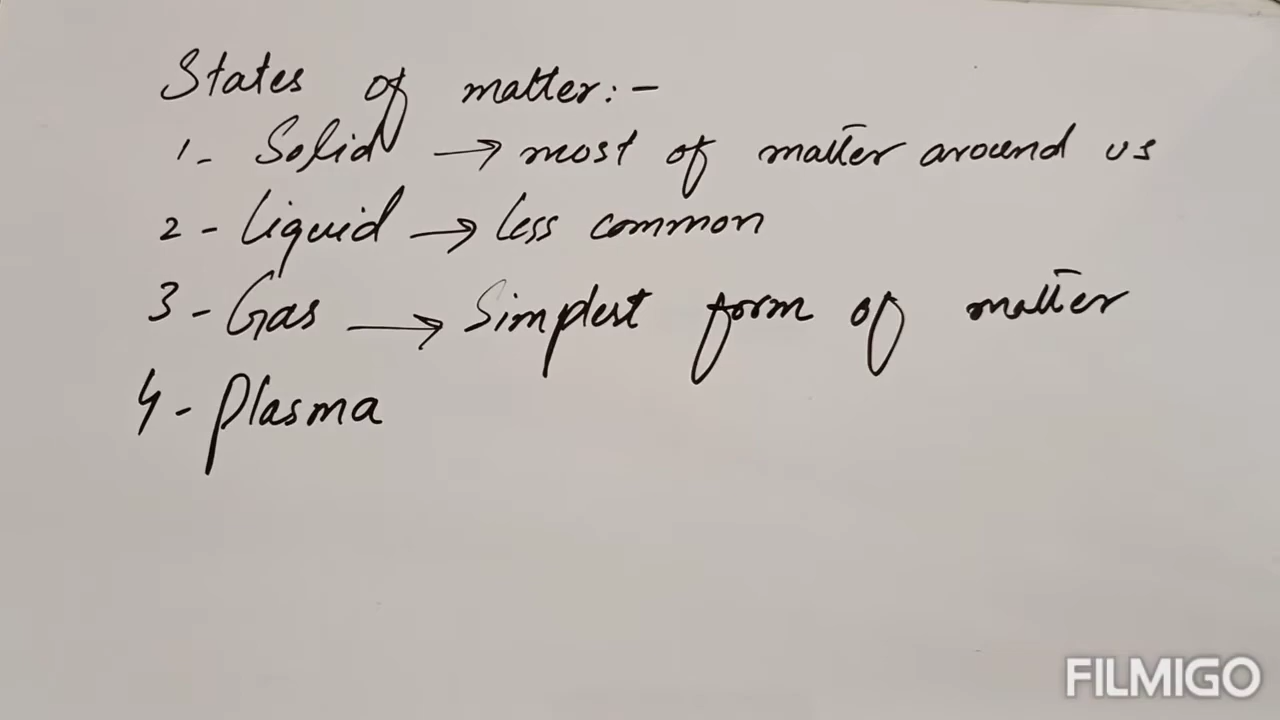 States of matter:-
1- Solid → most of matter around us
2- Liquid → less common
3- Gas → Simplest form of matter
4- Plasma
FILMIGO